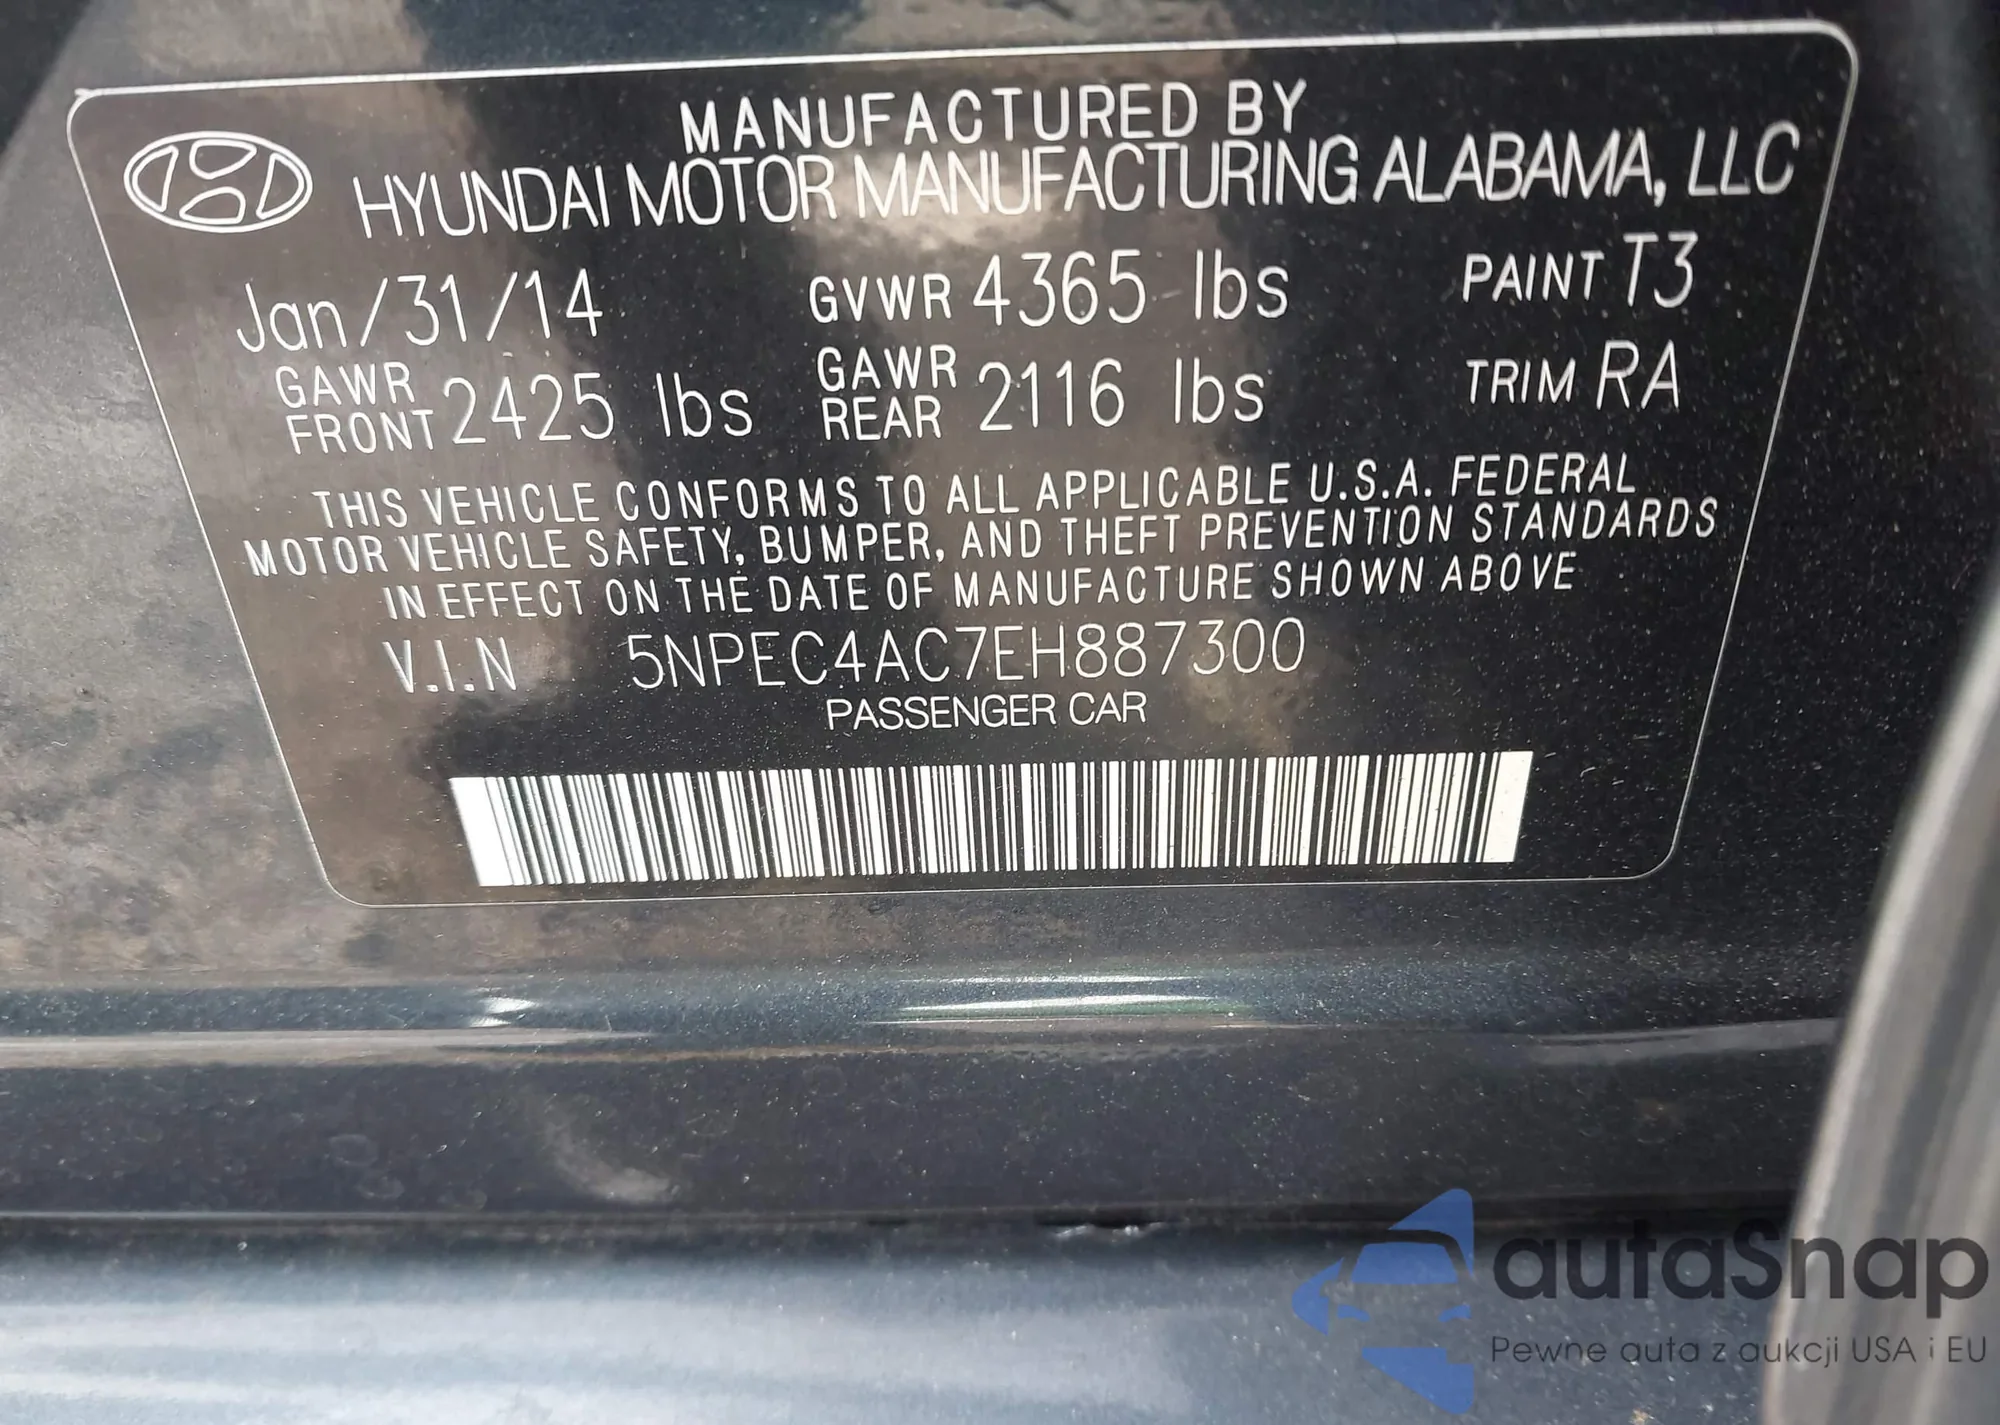 MANUFACTURED BY
HYUNDAI MOTOR MANUFACTURING ALABAMA, LLC
Jan/31/14 GVWR 4365 lbs PAINT T3
GAWR FRONT 2425 lbs GAWR REAR 2116 lbs TRIM RA
THIS VEHICLE CONFORMS TO ALL APPLICABLE U.S.A. FEDERAL
MOTOR VEHICLE SAFETY, BUMPER, AND THEFT PREVENTION STANDARDS
IN EFFECT ON THE DATE OF MANUFACTURE SHOWN ABOVE
V.I.N 5NPEC4AC7EH887300
PASSENGER CAR
autaSnap
Pewne auta z aukcji USA i EU